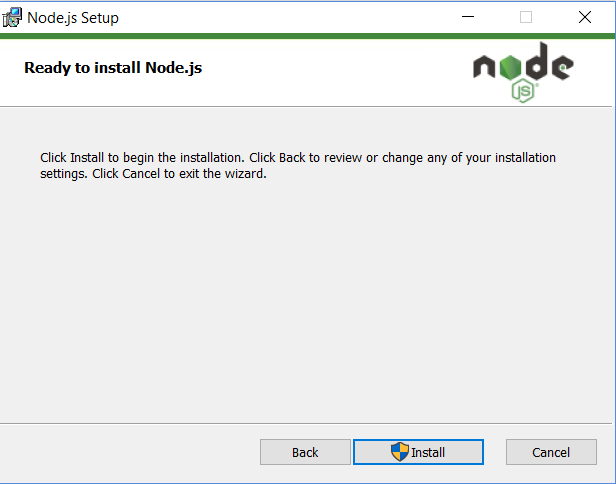 Node.js Setup
Ready to install Node.js
node
JS
Click Install to begin the installation. Click Back to review or change any of your installation
settings. Click Cancel to exit the wizard.
Back
Install
Cancel